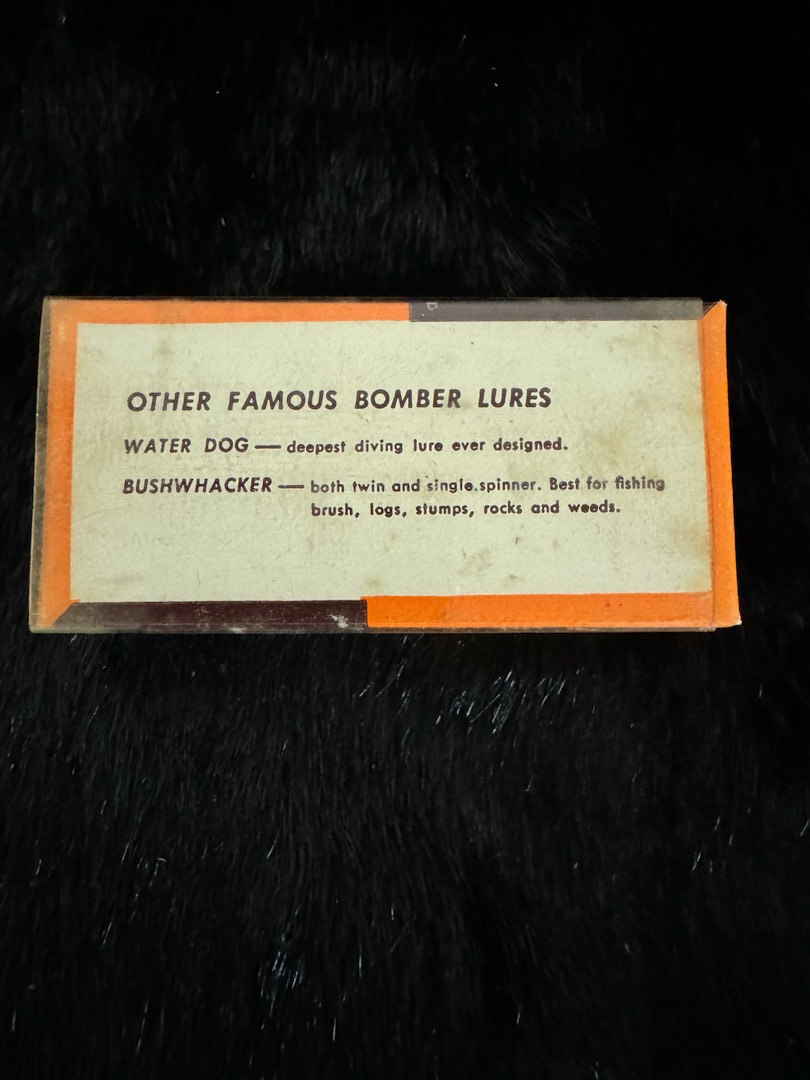 OTHER FAMOUS BOMBER LURES
WATER DOG — deepest diving lure ever designed.
BUSHWHACKER — both twin and single spinner. Best for fishing
brush, logs, stumps, rocks and weeds.